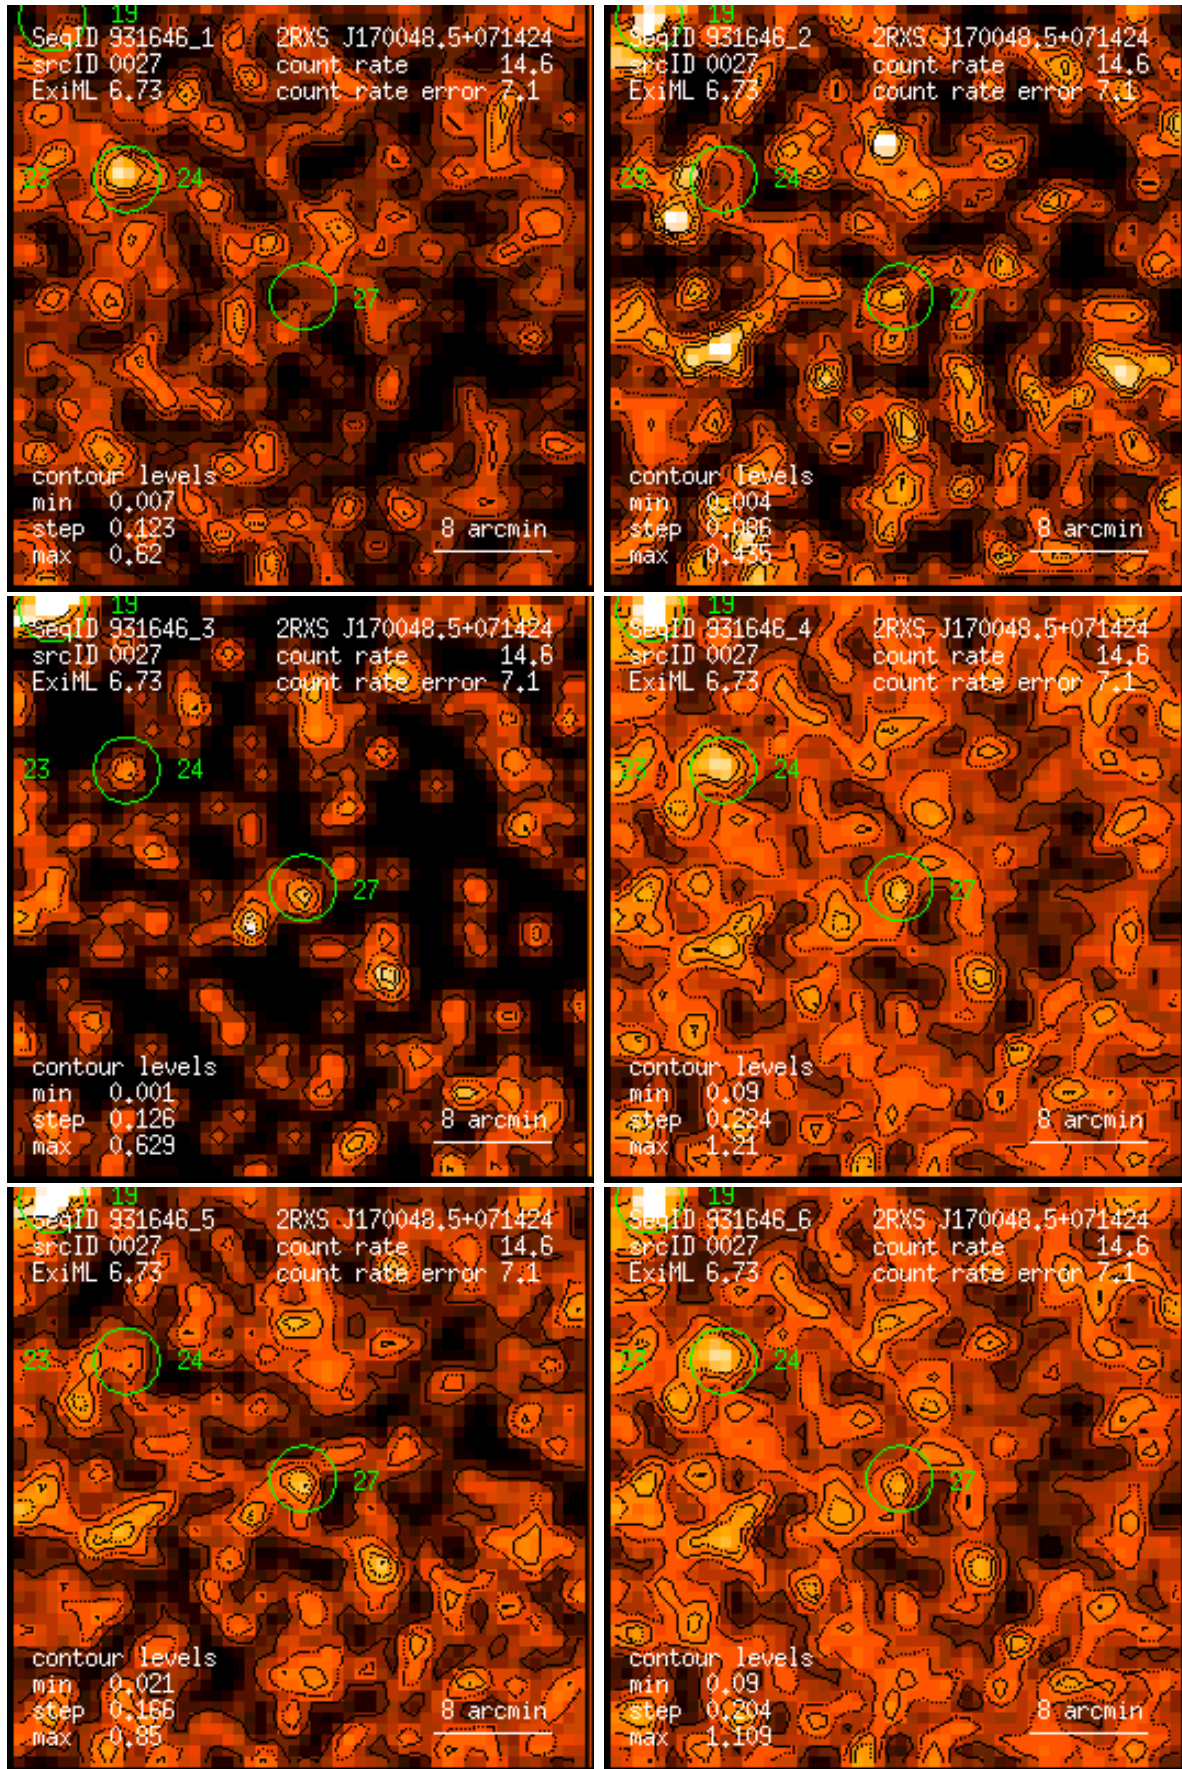 19
SeqID 931646_1 2RXS J170048.5+071424
srcID 0027 count rate 14.6
ExiML 6.73 count rate error 7.1
23 24
27
contour levels
min 0.007
step 0.123 8 arcmin
max 0.62
19
SeqID 931646_2 2RXS J170048.5+071424
srcID 0027 count rate 14.6
ExiML 6.73 count rate error 7.1
23 24
27
contour levels
min 0.004
step 0.086 8 arcmin
max 0.435
19
SeqID 931646_3 2RXS J170048.5+071424
srcID 0027 count rate 14.6
ExiML 6.73 count rate error 7.1
23 24
27
contour levels
min 0.001
step 0.126 8 arcmin
max 0.629
19
SeqID 931646_4 2RXS J170048.5+071424
srcID 0027 count rate 14.6
ExiML 6.73 count rate error 7.1
23 24
27
contour levels
min 0.09
step 0.224 8 arcmin
max 1.21
19
SeqID 931646_5 2RXS J170048.5+071424
srcID 0027 count rate 14.6
ExiML 6.73 count rate error 7.1
23 24
27
contour levels
min 0.021
step 0.166 8 arcmin
max 0.85
19
SeqID 931646_6 2RXS J170048.5+071424
srcID 0027 count rate 14.6
ExiML 6.73 count rate error 7.1
23 24
27
contour levels
min 0.09
step 0.204 8 arcmin
max 1.109